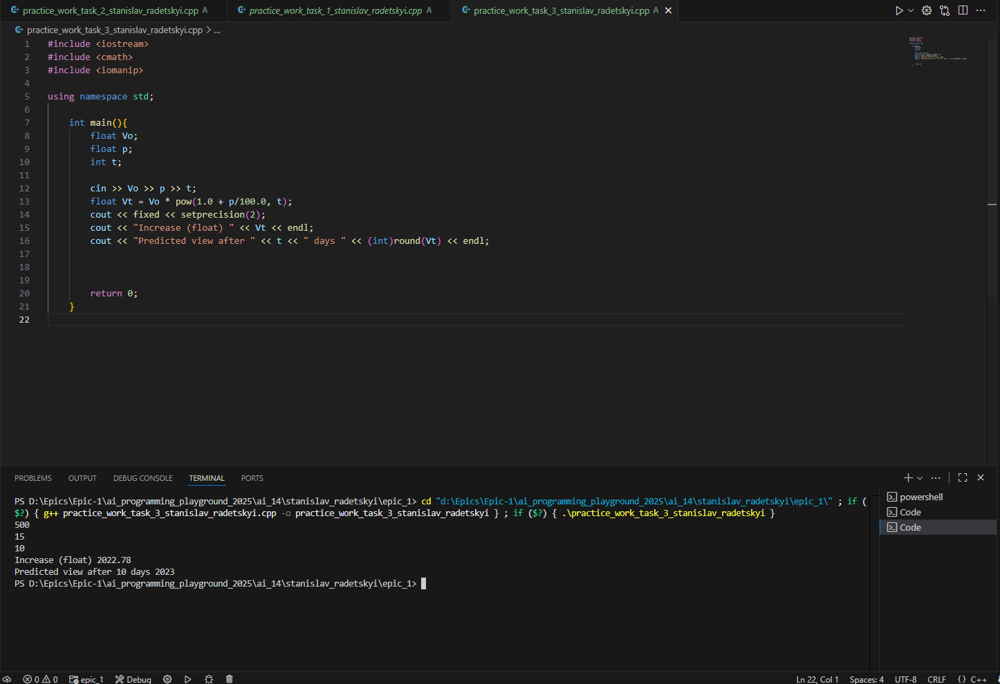 practice_work_task_2_stanislav_radetskyi.cpp A
practice_work_task_1_stanislav_radetskyi.cpp A
practice_work_task_3_stanislav_radetskyi.cpp A
practice_work_task_3_stanislav_radetskyi.cpp > ...
1 #include <iostream>
2 #include <cmath>
3 #include <iomanip>
4
5 using namespace std;
6
7 int main(){
8 float Vo;
9 float p;
10 int t;
11
12 cin >> Vo >> p >> t;
13 float Vt = Vo * pow(1.0 + p/100.0, t);
14 cout << fixed << setprecision(2);
15 cout << "Increase (float) " << Vt << endl;
16 cout << "Predicted view after " << t << " days " << (int)round(Vt) << endl;
17
18
19
20 return 0;
21 }
22
PROBLEMS OUTPUT DEBUG CONSOLE TERMINAL PORTS
PS D:\Epics\Epic-1\ai_programming_playground_2025\ai_14\stanislav_radetskyi\epic_1> cd "d:\Epics\Epic-1\ai_programming_playground_2025\ai_14\stanislav_radetskyi\epic_1\" ; if (
$?) { g++ practice_work_task_3_stanislav_radetskyi.cpp -o practice_work_task_3_stanislav_radetskyi } ; if ($?) { .\practice_work_task_3_stanislav_radetskyi }
500
15
10
Increase (float) 2022.78
Predicted view after 10 days 2023
PS D:\Epics\Epic-1\ai_programming_playground_2025\ai_14\stanislav_radetskyi\epic_1>
powershell
Code
Code
0 0 epic_1 Debug Ln 22, Col 1 Spaces: 4 UTF-8 CRLF {} C++